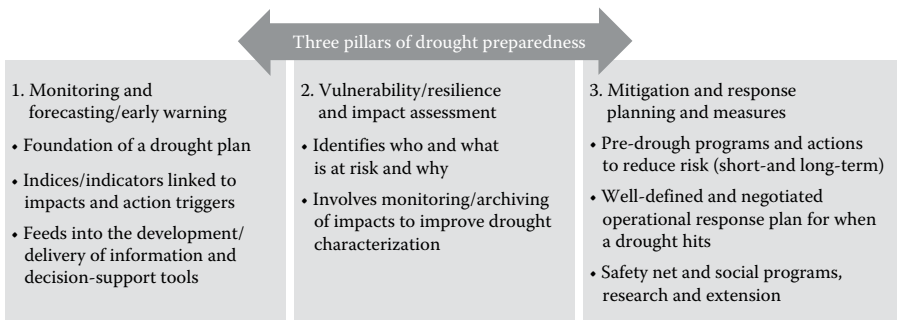 Three pillars of drought preparedness
1. Monitoring and
forecasting/early warning
• Foundation of a drought plan
• Indices/indicators linked to
impacts and action triggers
• Feeds into the development/
delivery of information and
decision-support tools
2. Vulnerability/resilience
and impact assessment
• Identifies who and what
is at risk and why
• Involves monitoring/archiving
of impacts to improve drought
characterization
3. Mitigation and response
planning and measures
• Pre-drough programs and actions
to reduce risk (short-and long-term)
• Well-defined and negotiated
operational response plan for when
a drought hits
• Safety net and social programs,
research and extension